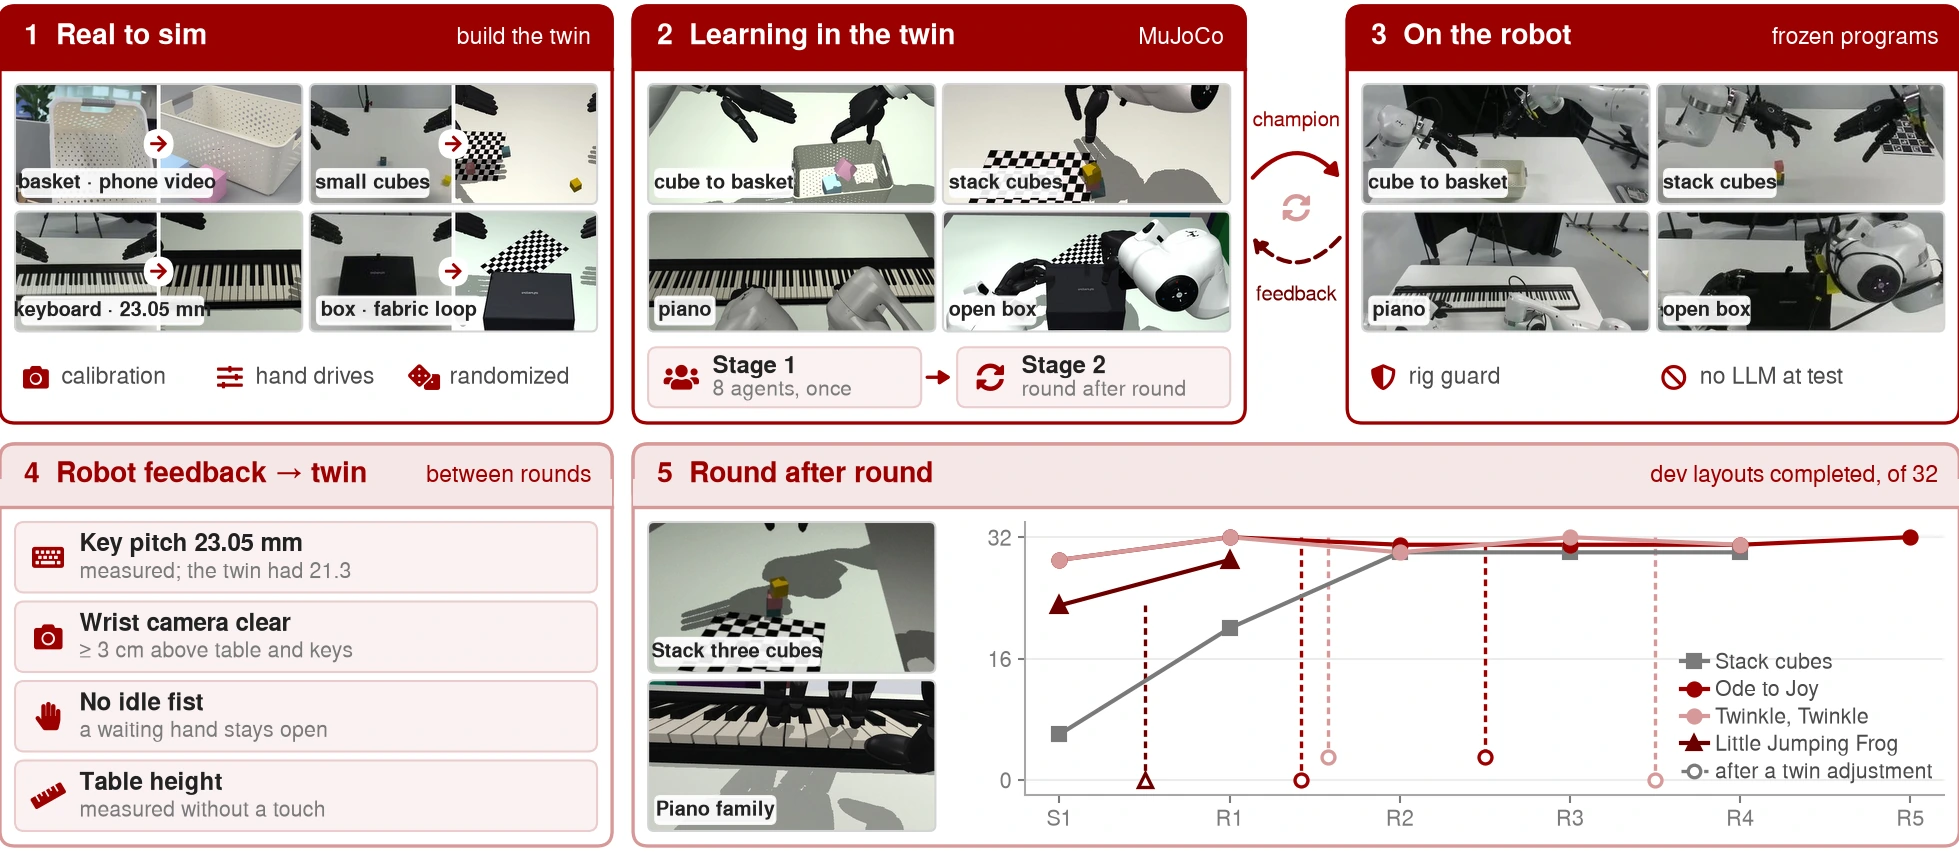 1 Real to sim
build the twin
basket · phone video
small cubes
keyboard · 23.05 mm
box · fabric loop
calibration
hand drives
randomized
2 Learning in the twin
MuJoCo
cube to basket
stack cubes
piano
open box
Stage 1
8 agents, once
Stage 2
round after round
champion
feedback
3 On the robot
frozen programs
cube to basket
stack cubes
piano
open box
rig guard
no LLM at test
4 Robot feedback → twin
between rounds
Key pitch 23.05 mm
measured; the twin had 21.3
Wrist camera clear
≥ 3 cm above table and keys
No idle fist
a waiting hand stays open
Table height
measured without a touch
5 Round after round
dev layouts completed, of 32
Stack three cubes
Piano family
32
16
0
S1
R1
R2
R3
R4
R5
Stack cubes
Ode to Joy
Twinkle, Twinkle
Little Jumping Frog
after a twin adjustment